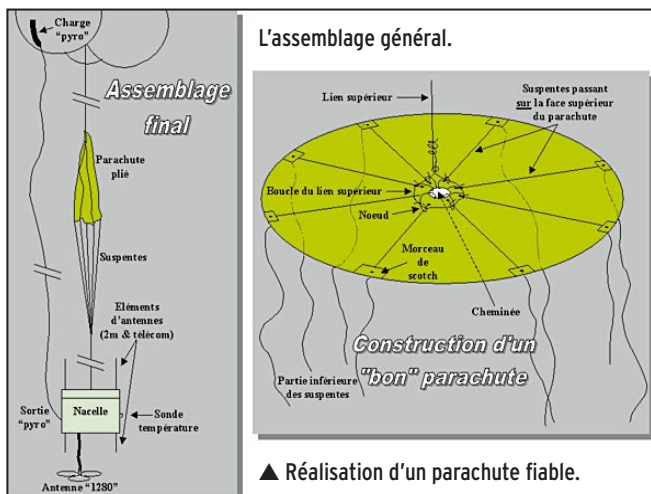 Charge
"pyro"
Assemblage
final
Parachute
plié
Suspentes
Eléments
d'antennes
(2m & télécom)
Sortie
"pyro"
Nacelle
Sonde
température
Antenne "1280"
L'assemblage général.
Lien supérieur
Suspentes passant
sur la face supérieur
du parachute
Boucle du lien supérieur
Noeud
Morceau
de
scotch
Cheminée
Construction d'un
"bon" parachute
Partie inférieure
des suspentes
▲ Réalisation d'un parachute fiable.